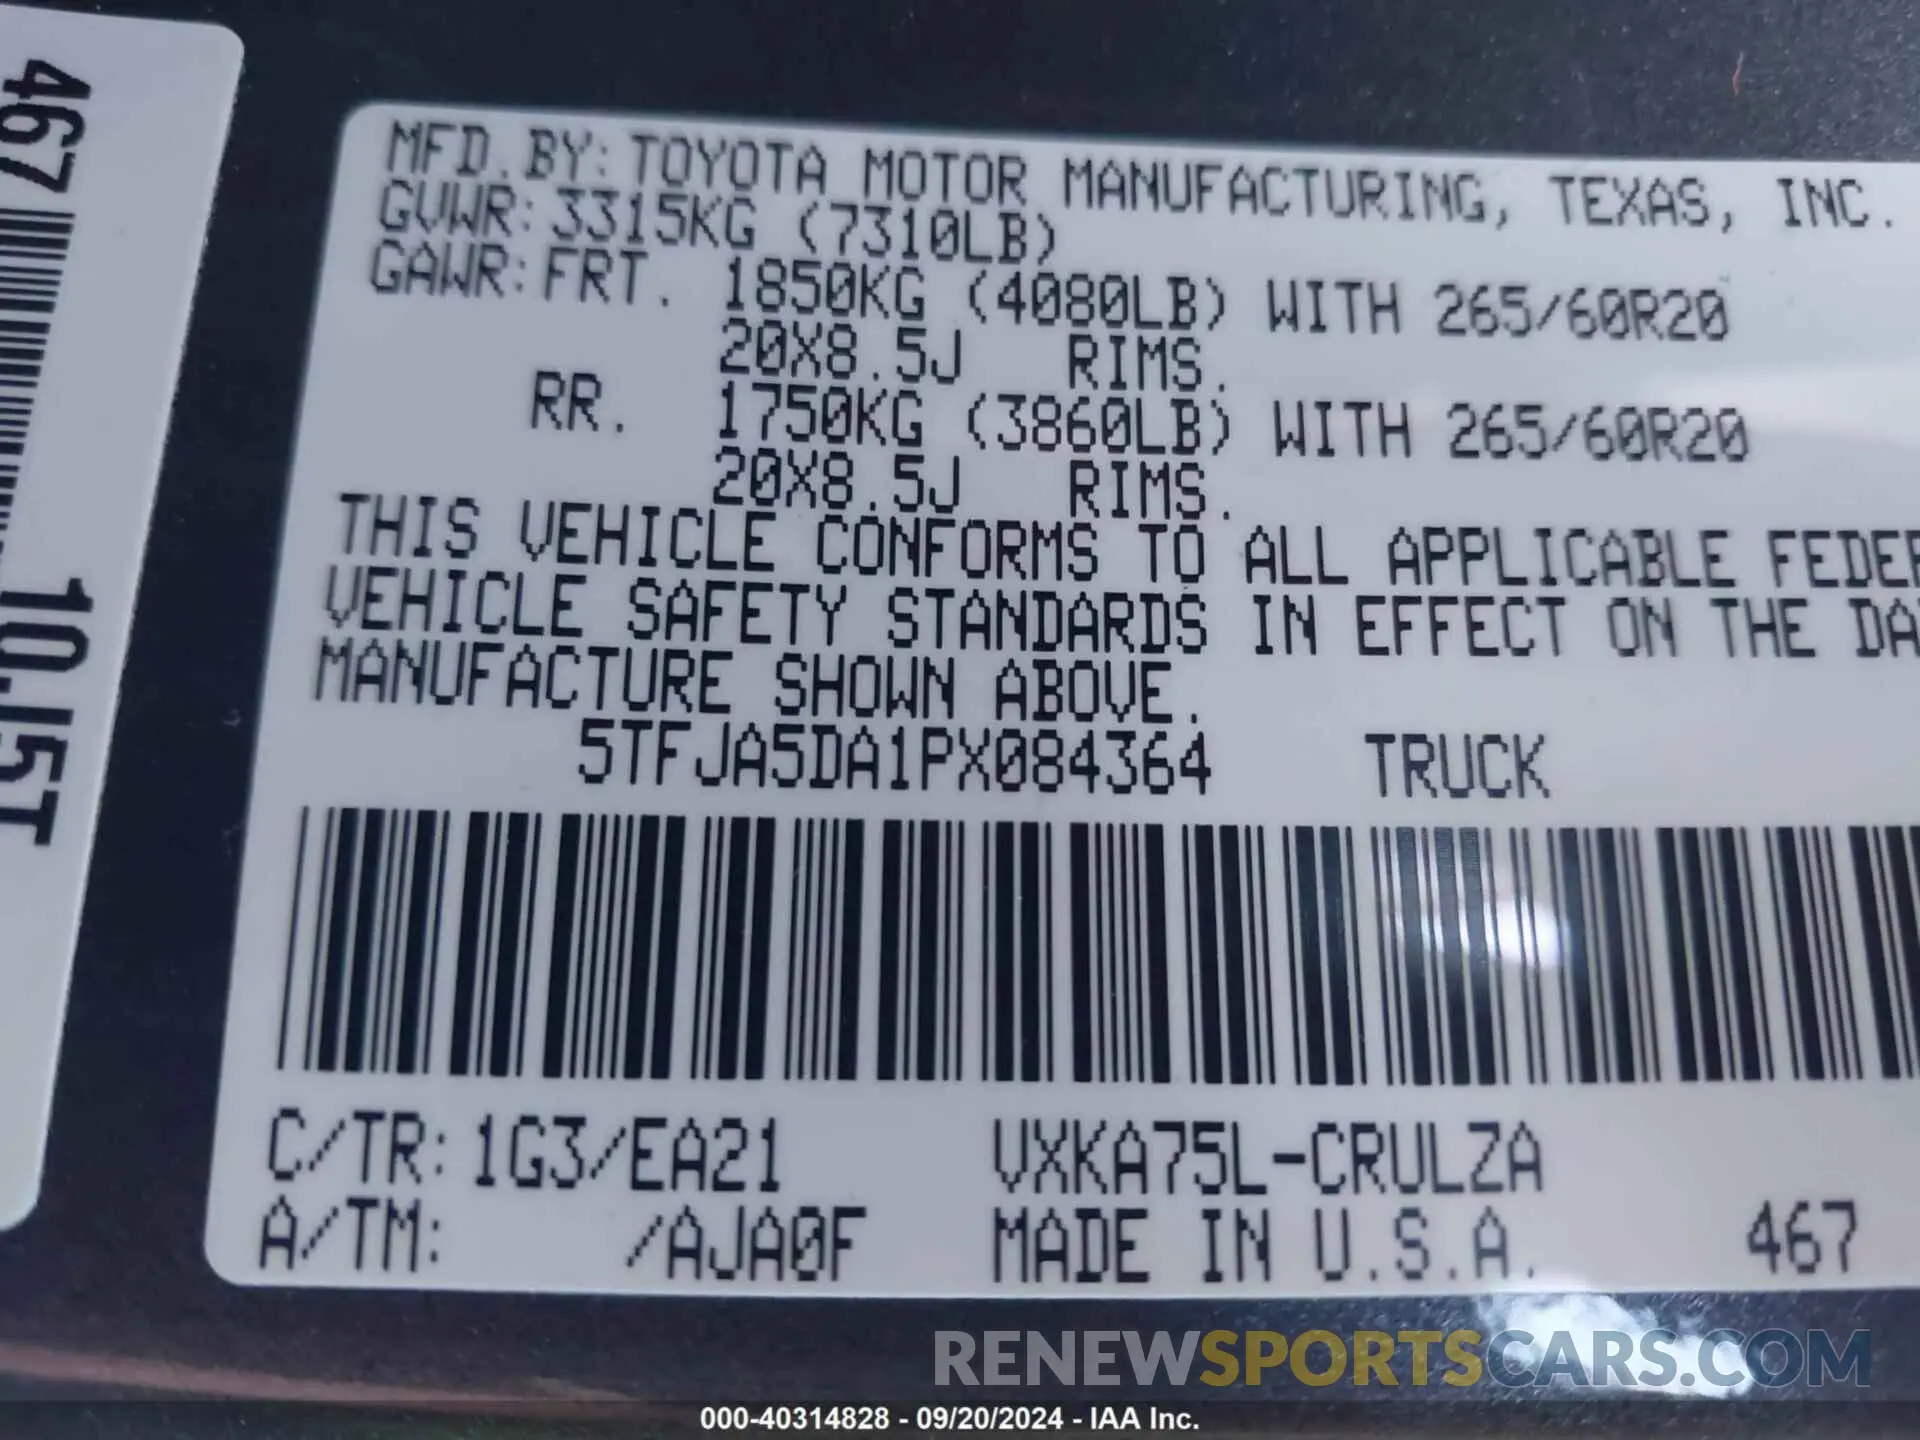 467
10J5T
MFD.BY:TOYOTA MOTOR MANUFACTURING, TEXAS, INC.
GVWR:3315KG (7310LB)
GAWR:FRT. 1850KG (4080LB) WITH 265/60R20
20X8.5J RIMS.
RR. 1750KG (3860LB) WITH 265/60R20
20X8.5J RIMS.
THIS VEHICLE CONFORMS TO ALL APPLICABLE FEDER
VEHICLE SAFETY STANDARDS IN EFFECT ON THE DA
MANUFACTURE SHOWN ABOVE.
5TFJA5DA1PX084364 TRUCK
C/TR:1G3/EA21 VXKA75L-CRULZA
A/TM: /AJA0F MADE IN U.S.A. 467
RENEWSPORTSCARS.COM
000-40314828 - 09/20/2024 - IAA Inc.